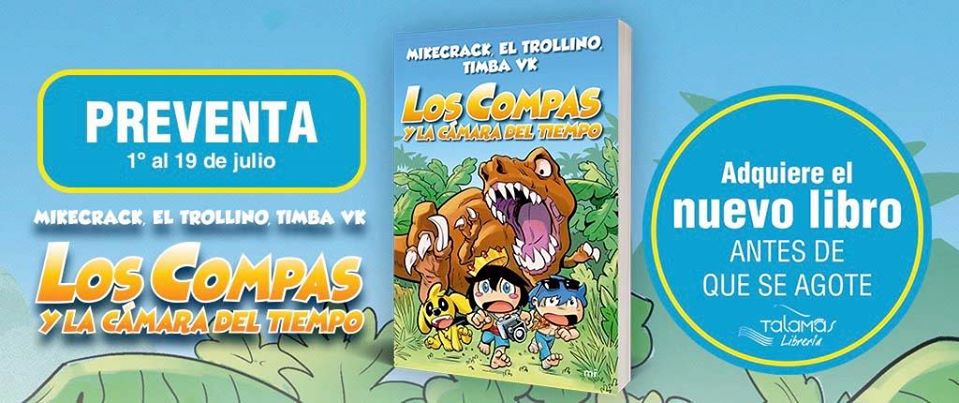 PREVENTA
1º al 19 de julio
MIKECRACK, EL TROLLINO, TIMBA VK
LOS COMPAS
Y LA CÁMARA DEL TIEMPO
MIKECRACK, EL TROLLINO,
TIMBA VK
LOS COMPAS
Y LA CÁMARA DEL TIEMPO
mr
Adquiere el
nuevo libro
ANTES DE
QUE SE AGOTE
Talamás
Librería